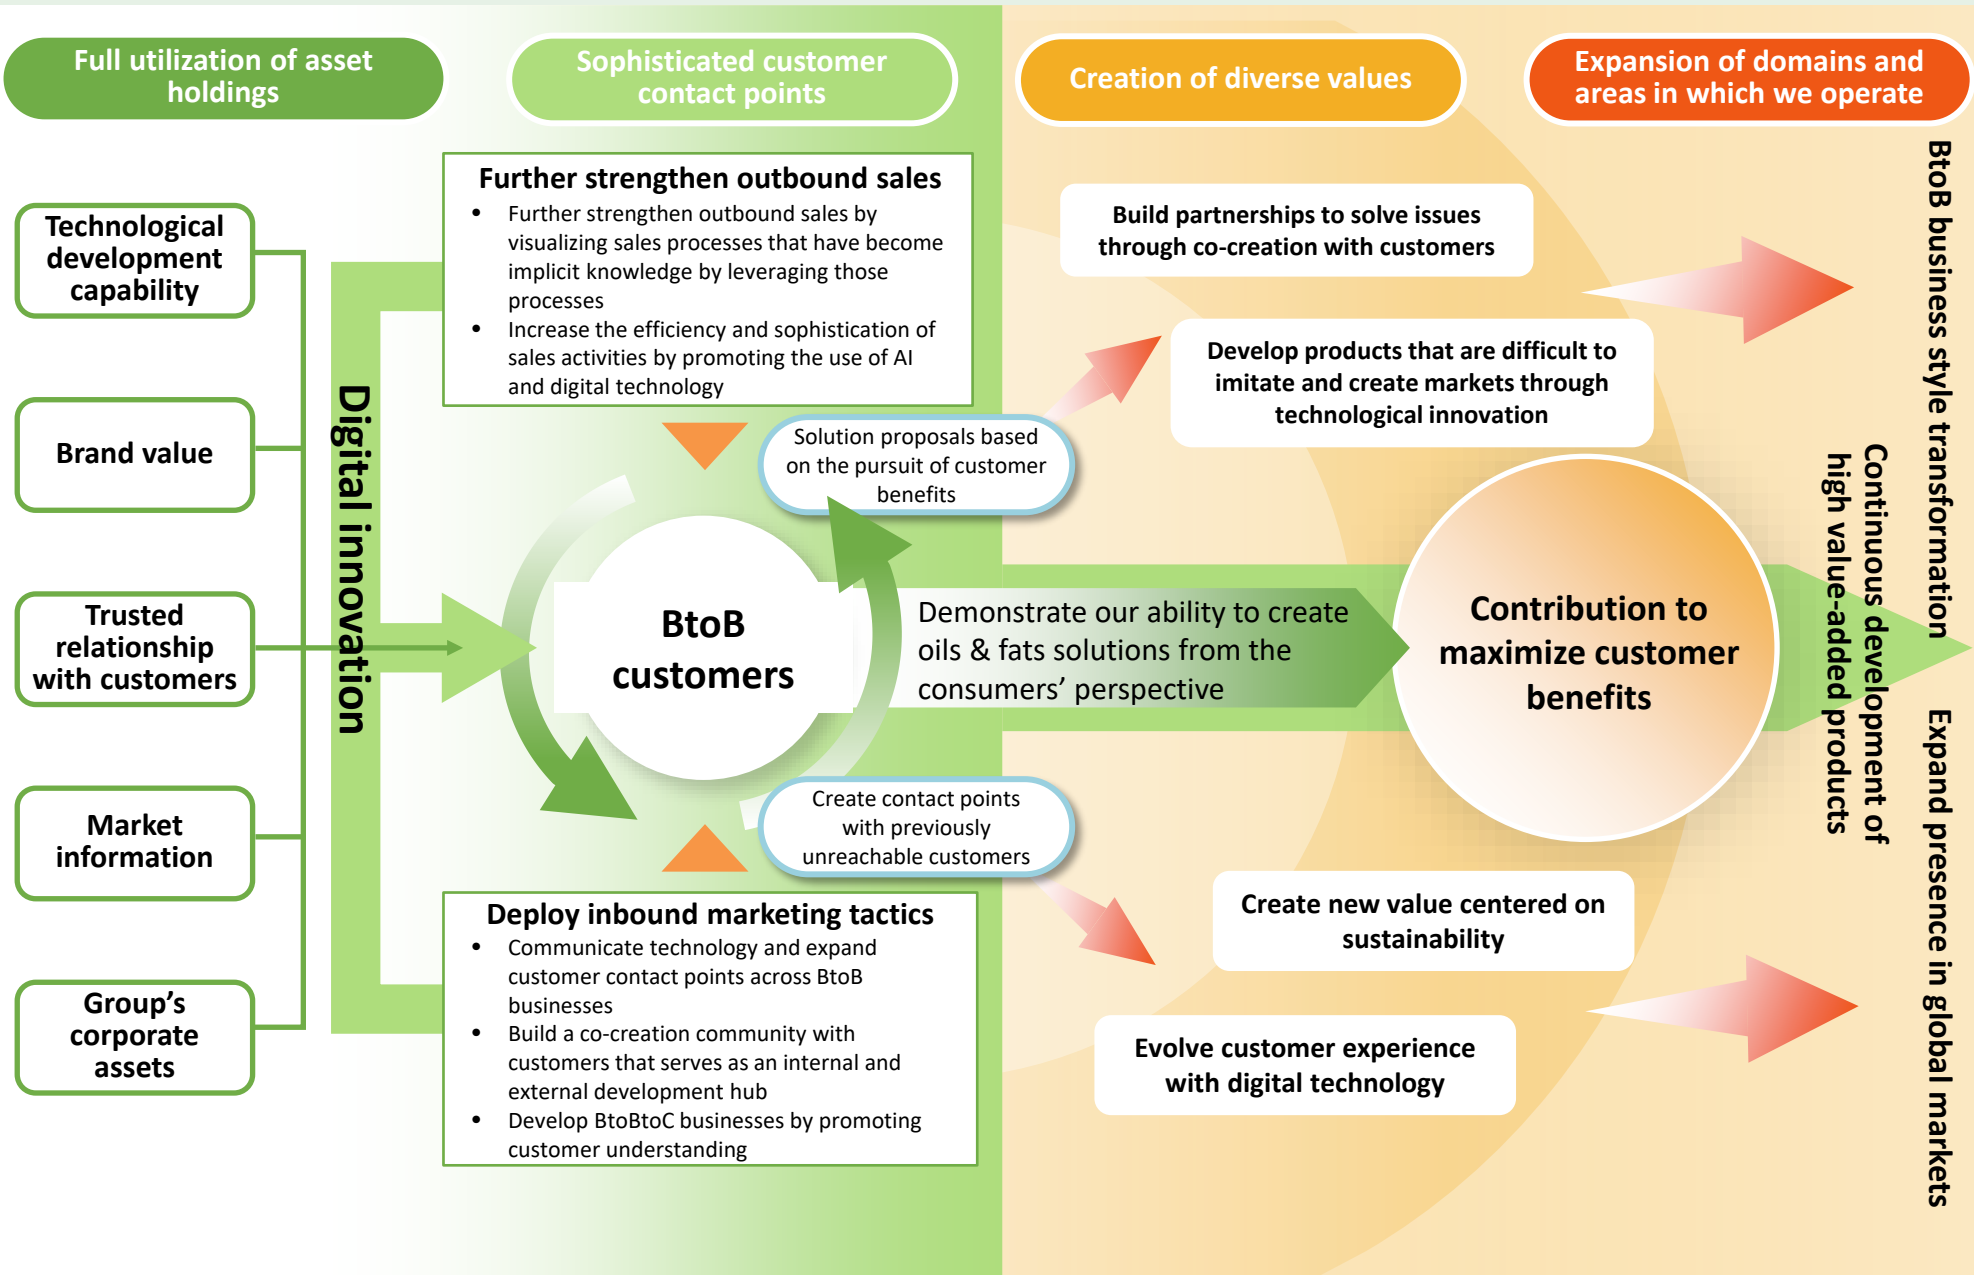 Full utilization of asset
holdings
Sophisticated customer
contact points
Creation of diverse values
Expansion of domains and
areas in which we operate
Technological
development
capability
Brand value
Trusted
relationship
with customers
Market
information
Group’s
corporate
assets
Digital innovation
Further strengthen outbound sales
• Further strengthen outbound sales by
visualizing sales processes that have become
implicit knowledge by leveraging those
processes
• Increase the efficiency and sophistication of
sales activities by promoting the use of AI
and digital technology
Solution proposals based
on the pursuit of customer
benefits
BtoB
customers
Create contact points
with previously
unreachable customers
Deploy inbound marketing tactics
• Communicate technology and expand
customer contact points across BtoB
businesses
• Build a co-creation community with
customers that serves as an internal and
external development hub
• Develop BtoBtoC businesses by promoting
customer understanding
Demonstrate our ability to create
oils & fats solutions from the
consumers’ perspective
Build partnerships to solve issues
through co-creation with customers
Develop products that are difficult to
imitate and create markets through
technological innovation
Contribution to
maximize customer
benefits
Create new value centered on
sustainability
Evolve customer experience
with digital technology
BtoB business style transformation
Continuous development of
high value-added products
Expand presence in global markets